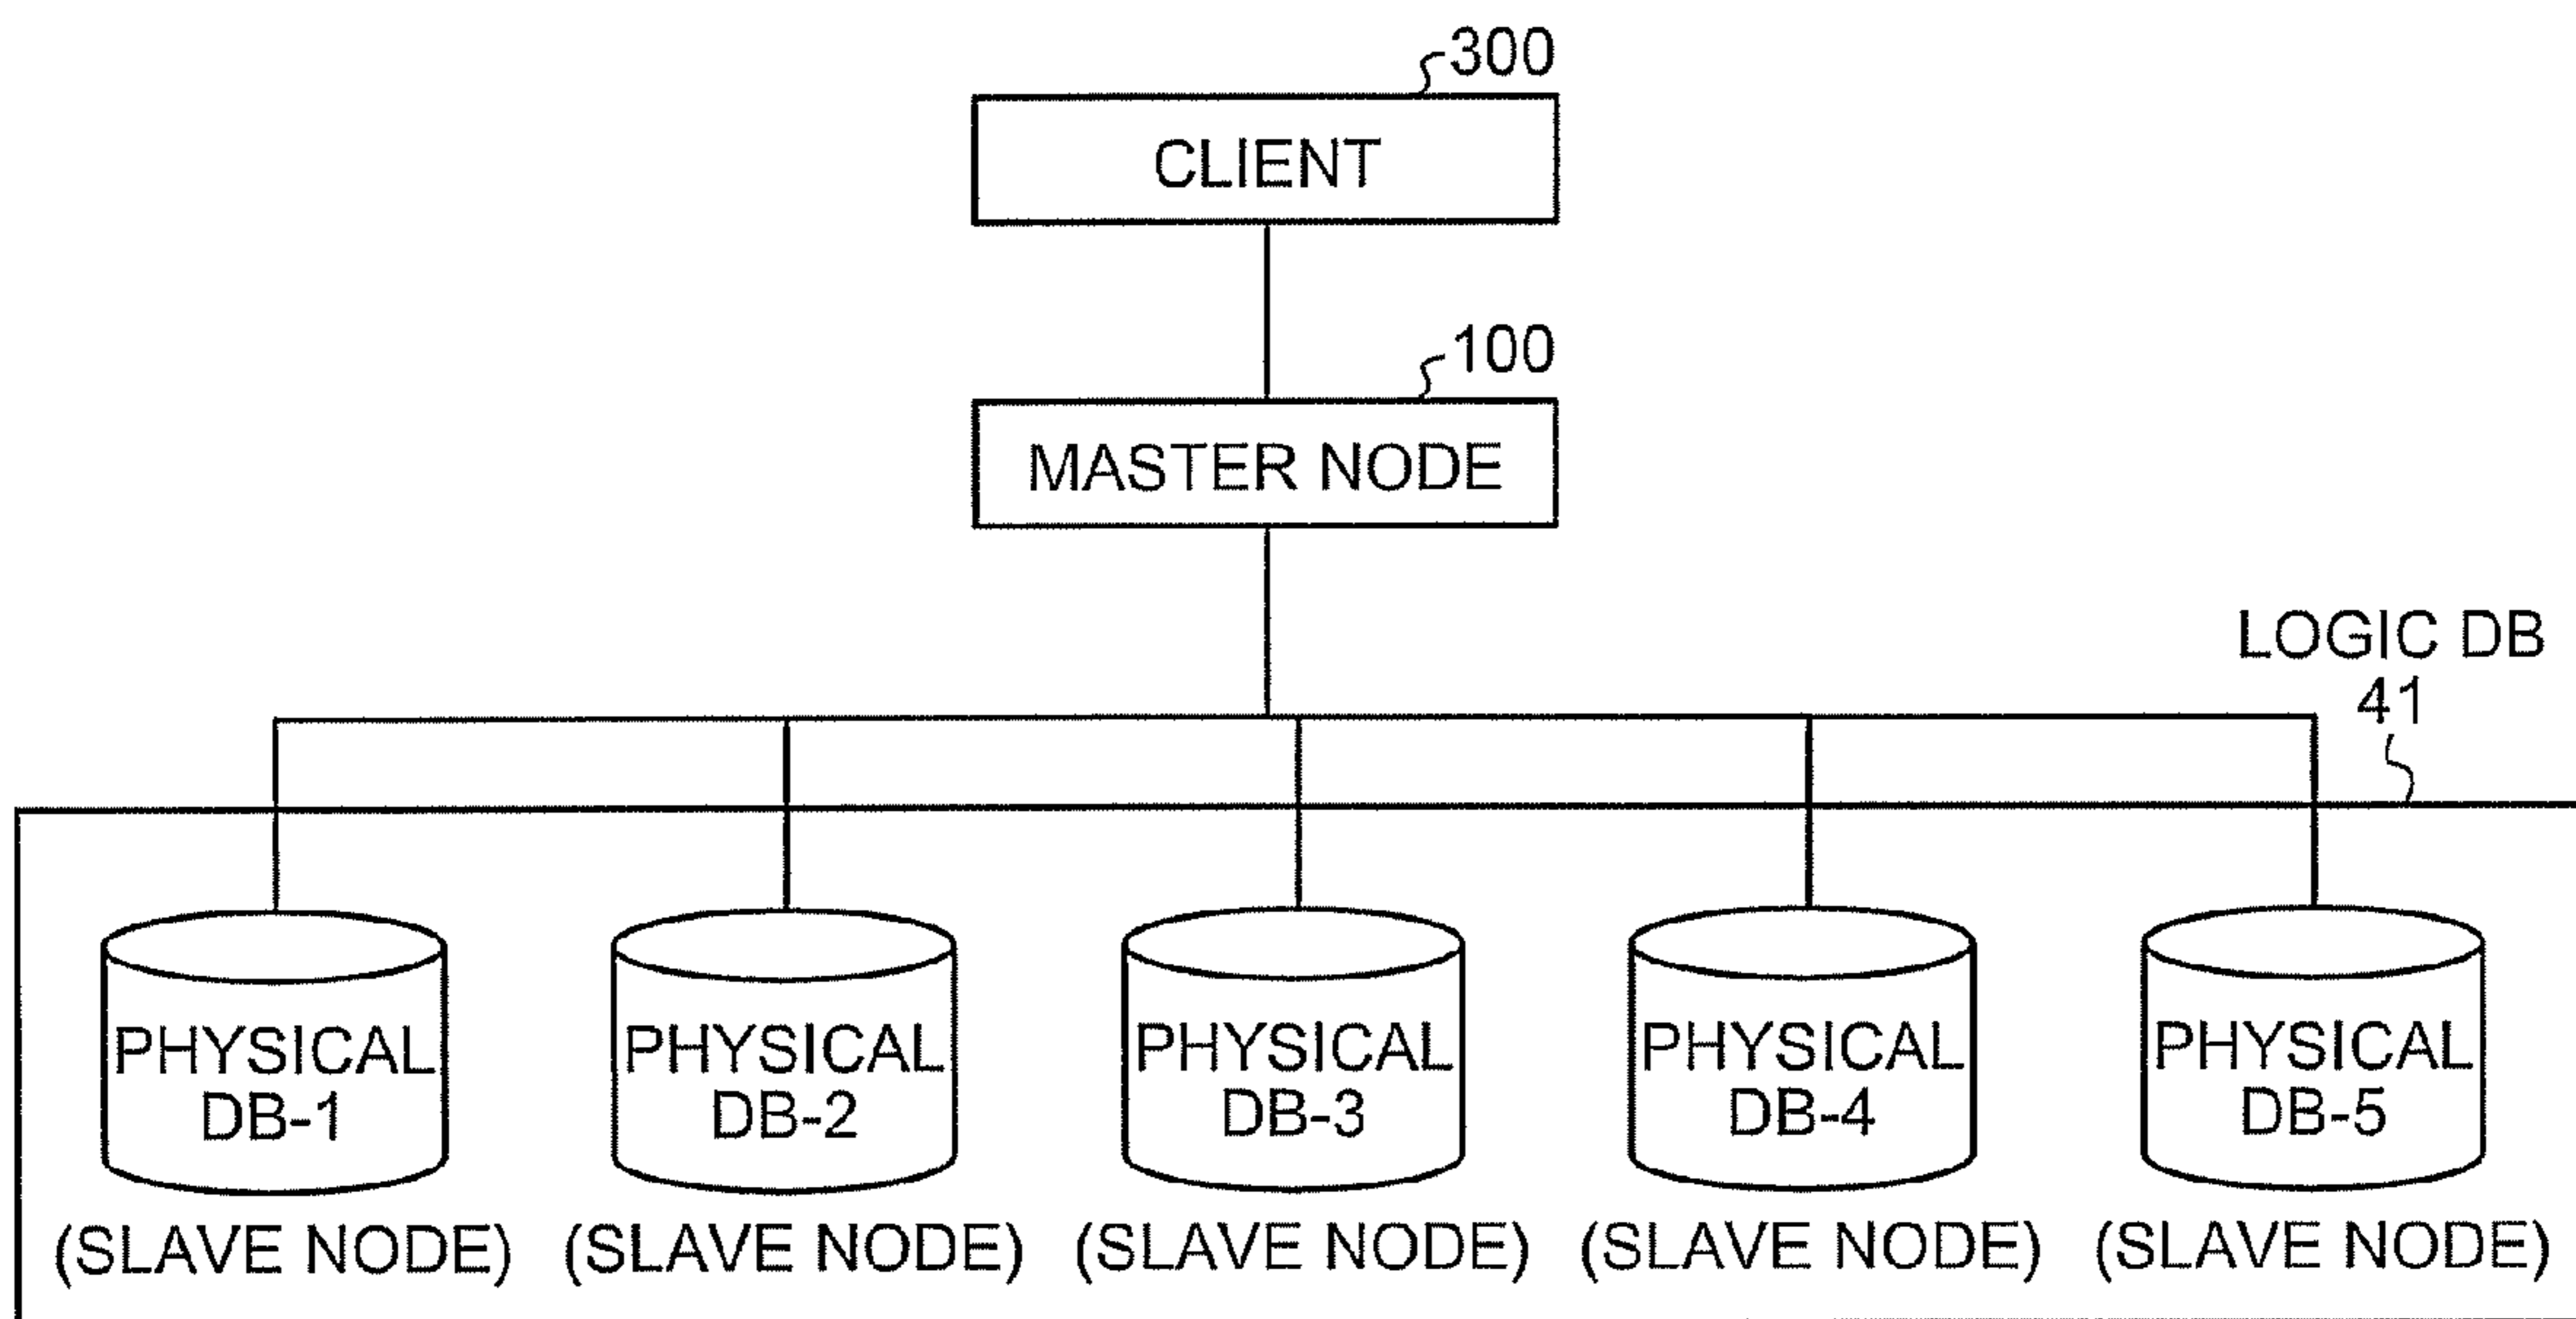 300
CLIENT
100
MASTER NODE
LOGIC DB
41
PHYSICAL
DB-1
PHYSICAL
DB-2
PHYSICAL
DB-3
PHYSICAL
DB-4
PHYSICAL
DB-5
(SLAVE NODE)
(SLAVE NODE)
(SLAVE NODE)
(SLAVE NODE)
(SLAVE NODE)